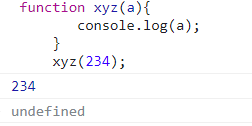 function xyz(a){
console.log(a);
}
xyz(234);
234
undefined